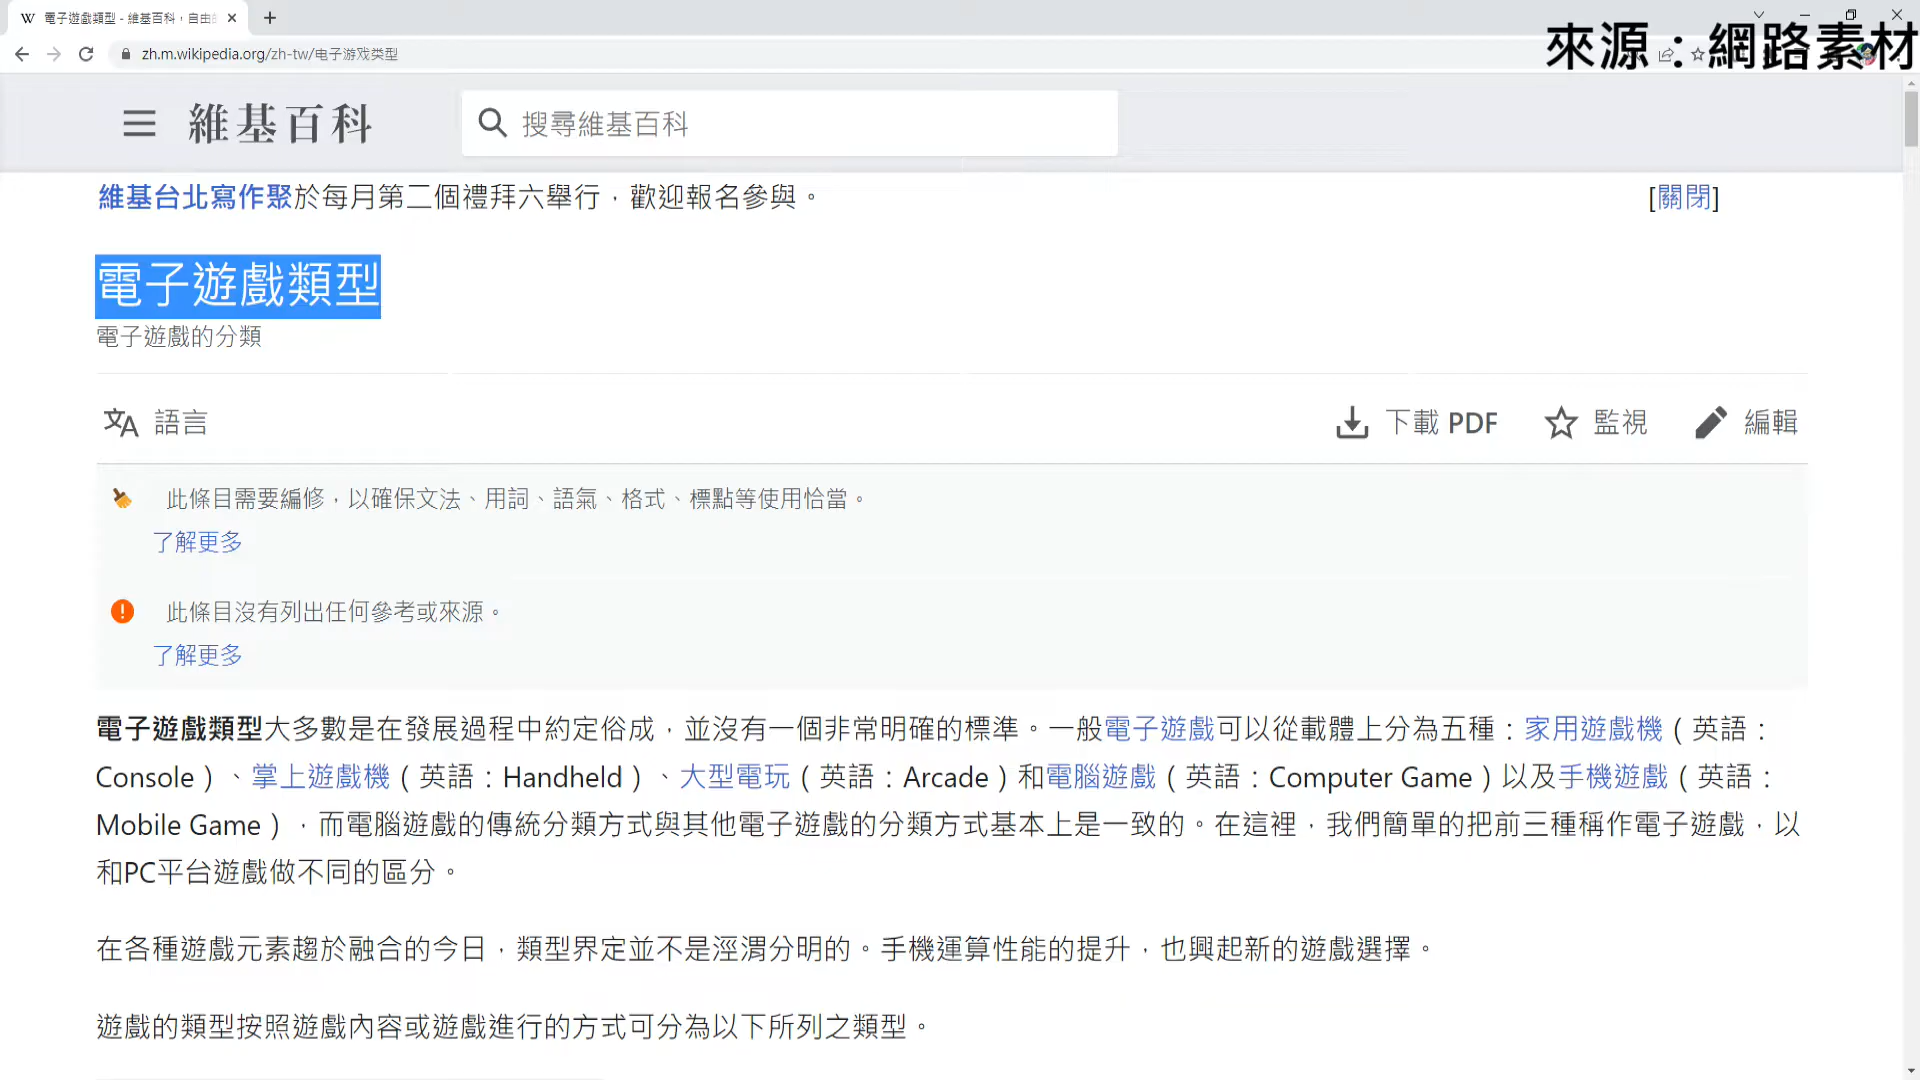 電子遊戲類型 - 維基百科，自由
zh.m.wikipedia.org/zh-tw/电子游戏类型
來源：網路素材
維基百科
搜尋維基百科
維基台北寫作聚於每月第二個禮拜六舉行，歡迎報名參與。
[關閉]
電子遊戲類型
電子遊戲的分類
語言
下載 PDF
監視
編輯
此條目需要編修，以確保文法、用詞、語氣、格式、標點等使用恰當。
了解更多
此條目沒有列出任何參考或來源。
了解更多
電子遊戲類型大多數是在發展過程中約定俗成，並沒有一個非常明確的標準。一般電子遊戲可以從載體上分為五種：家用遊戲機（英語：
Console）、掌上遊戲機（英語：Handheld）、大型電玩（英語：Arcade）和電腦遊戲（英語：Computer Game）以及手機遊戲（英語：
Mobile Game），而電腦遊戲的傳統分類方式與其他電子遊戲的分類方式基本上是一致的。在這裡，我們簡單的把前三種稱作電子遊戲，以
和PC平台遊戲做不同的區分。
在各種遊戲元素趨於融合的今日，類型界定並不是涇渭分明的。手機運算性能的提升，也興起新的遊戲選擇。
遊戲的類型按照遊戲內容或遊戲進行的方式可分為以下所列之類型。